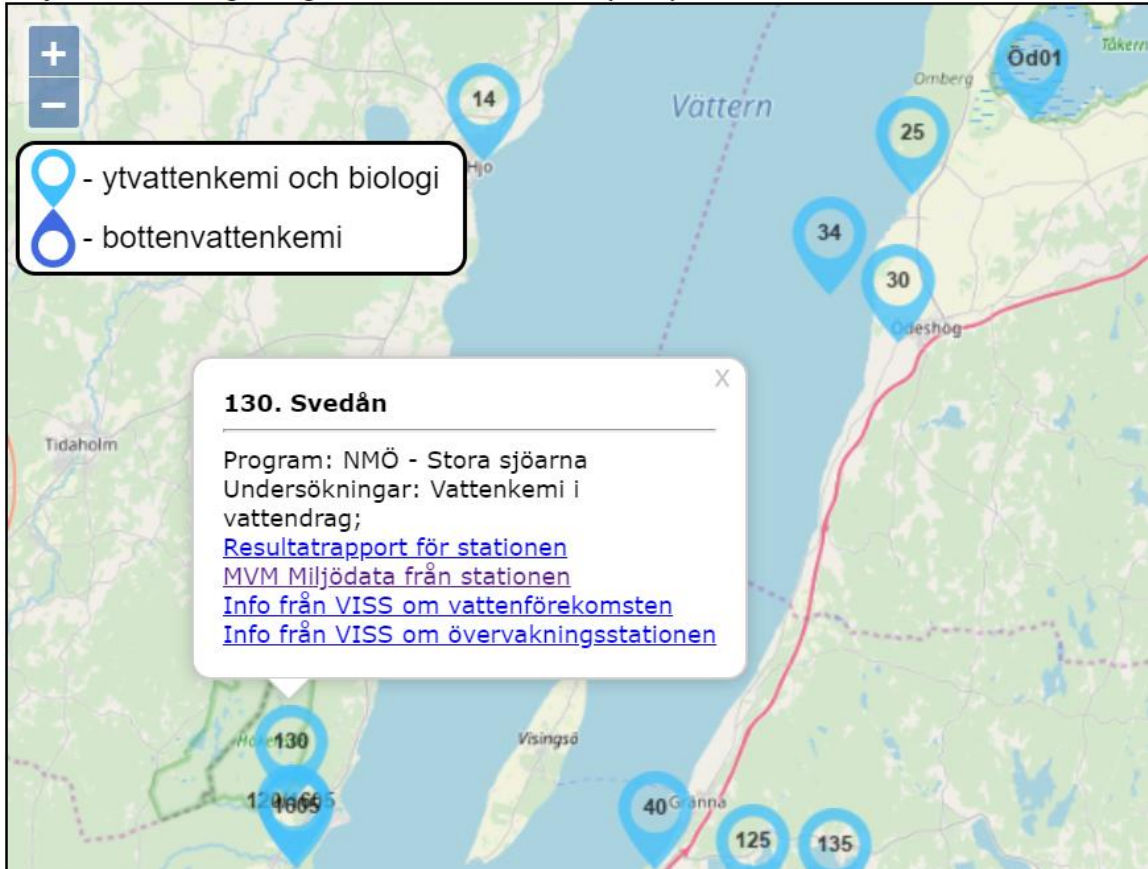 +
−
- ytvattenkemi och biologi
- bottenvattenkemi
14
Hjo
Vättern
Omberg
Öd01
Tåkern
25
34
30
Ödeshög
Tidaholm
X
130. Svedån
Program: NMÖ - Stora sjöarna
Undersökningar: Vattenkemi i
vattendrag;
Resultatrapport för stationen
MVM Miljödata från stationen
Info från VISS om vattenförekomsten
Info från VISS om övervakningsstationen
130
1605
Visingsö
40
Gränna
125
135